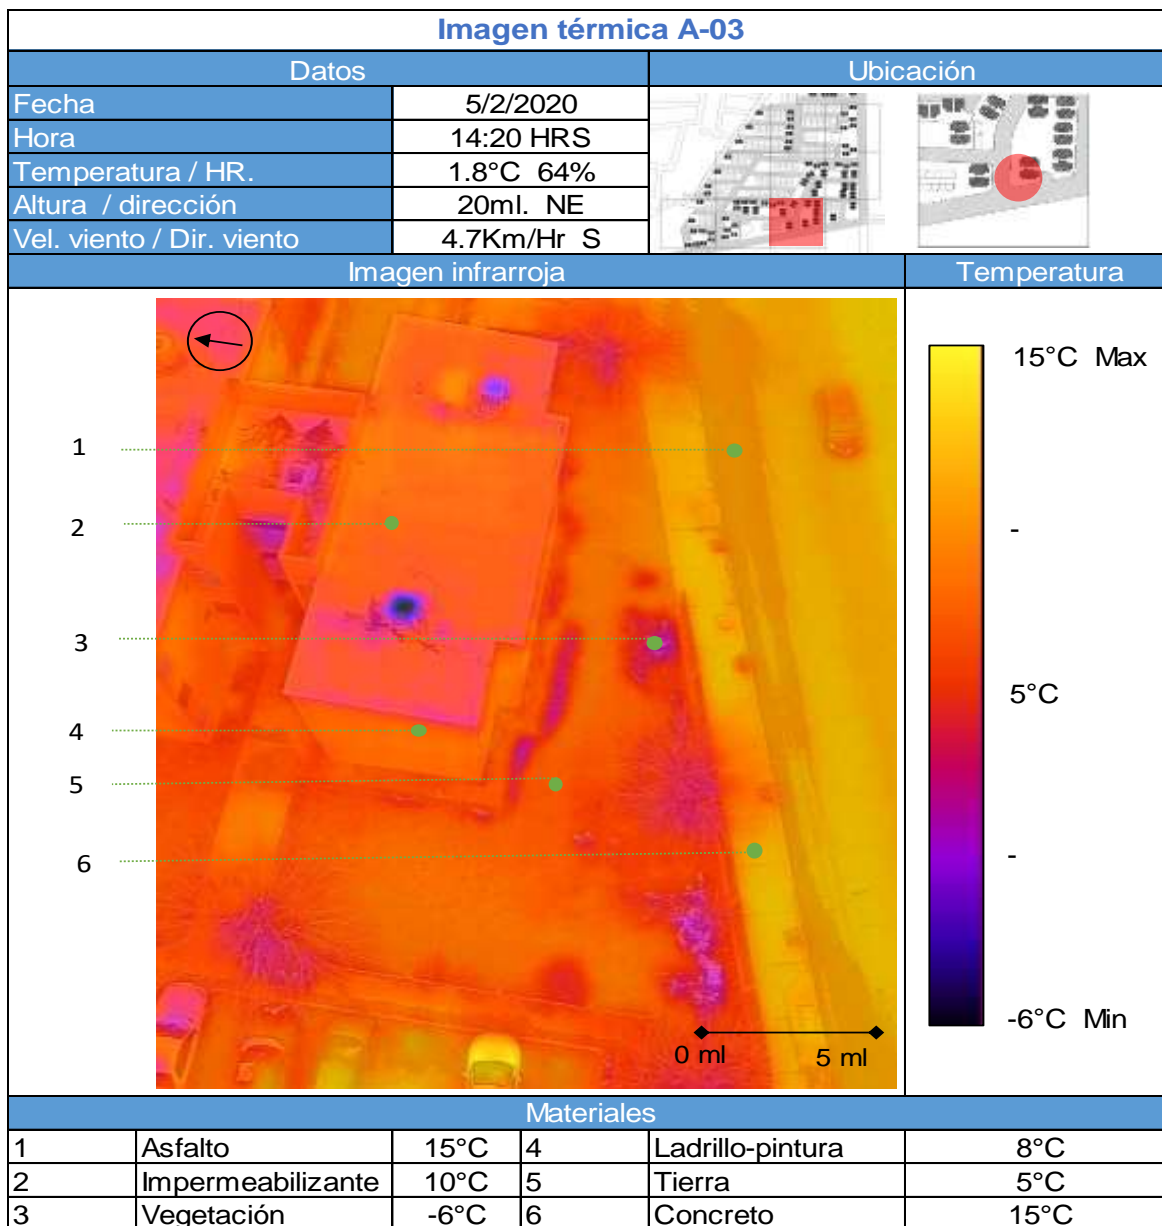 Imagen térmica A-03
Datos Ubicación
Fecha 5/2/2020
Hora 14:20 HRS
Temperatura / HR. 1.8°C 64%
Altura / dirección 20ml. NE
Vel. viento / Dir. viento 4.7Km/Hr S
Imagen infrarroja Temperatura
15°C Max
1
2
-
3
5°C
4
5
6
-
-6°C Min
0 ml 5 ml
Materiales
1 Asfalto 15°C 4 Ladrillo-pintura 8°C
2 Impermeabilizante 10°C 5 Tierra 5°C
3 Vegetación -6°C 6 Concreto 15°C